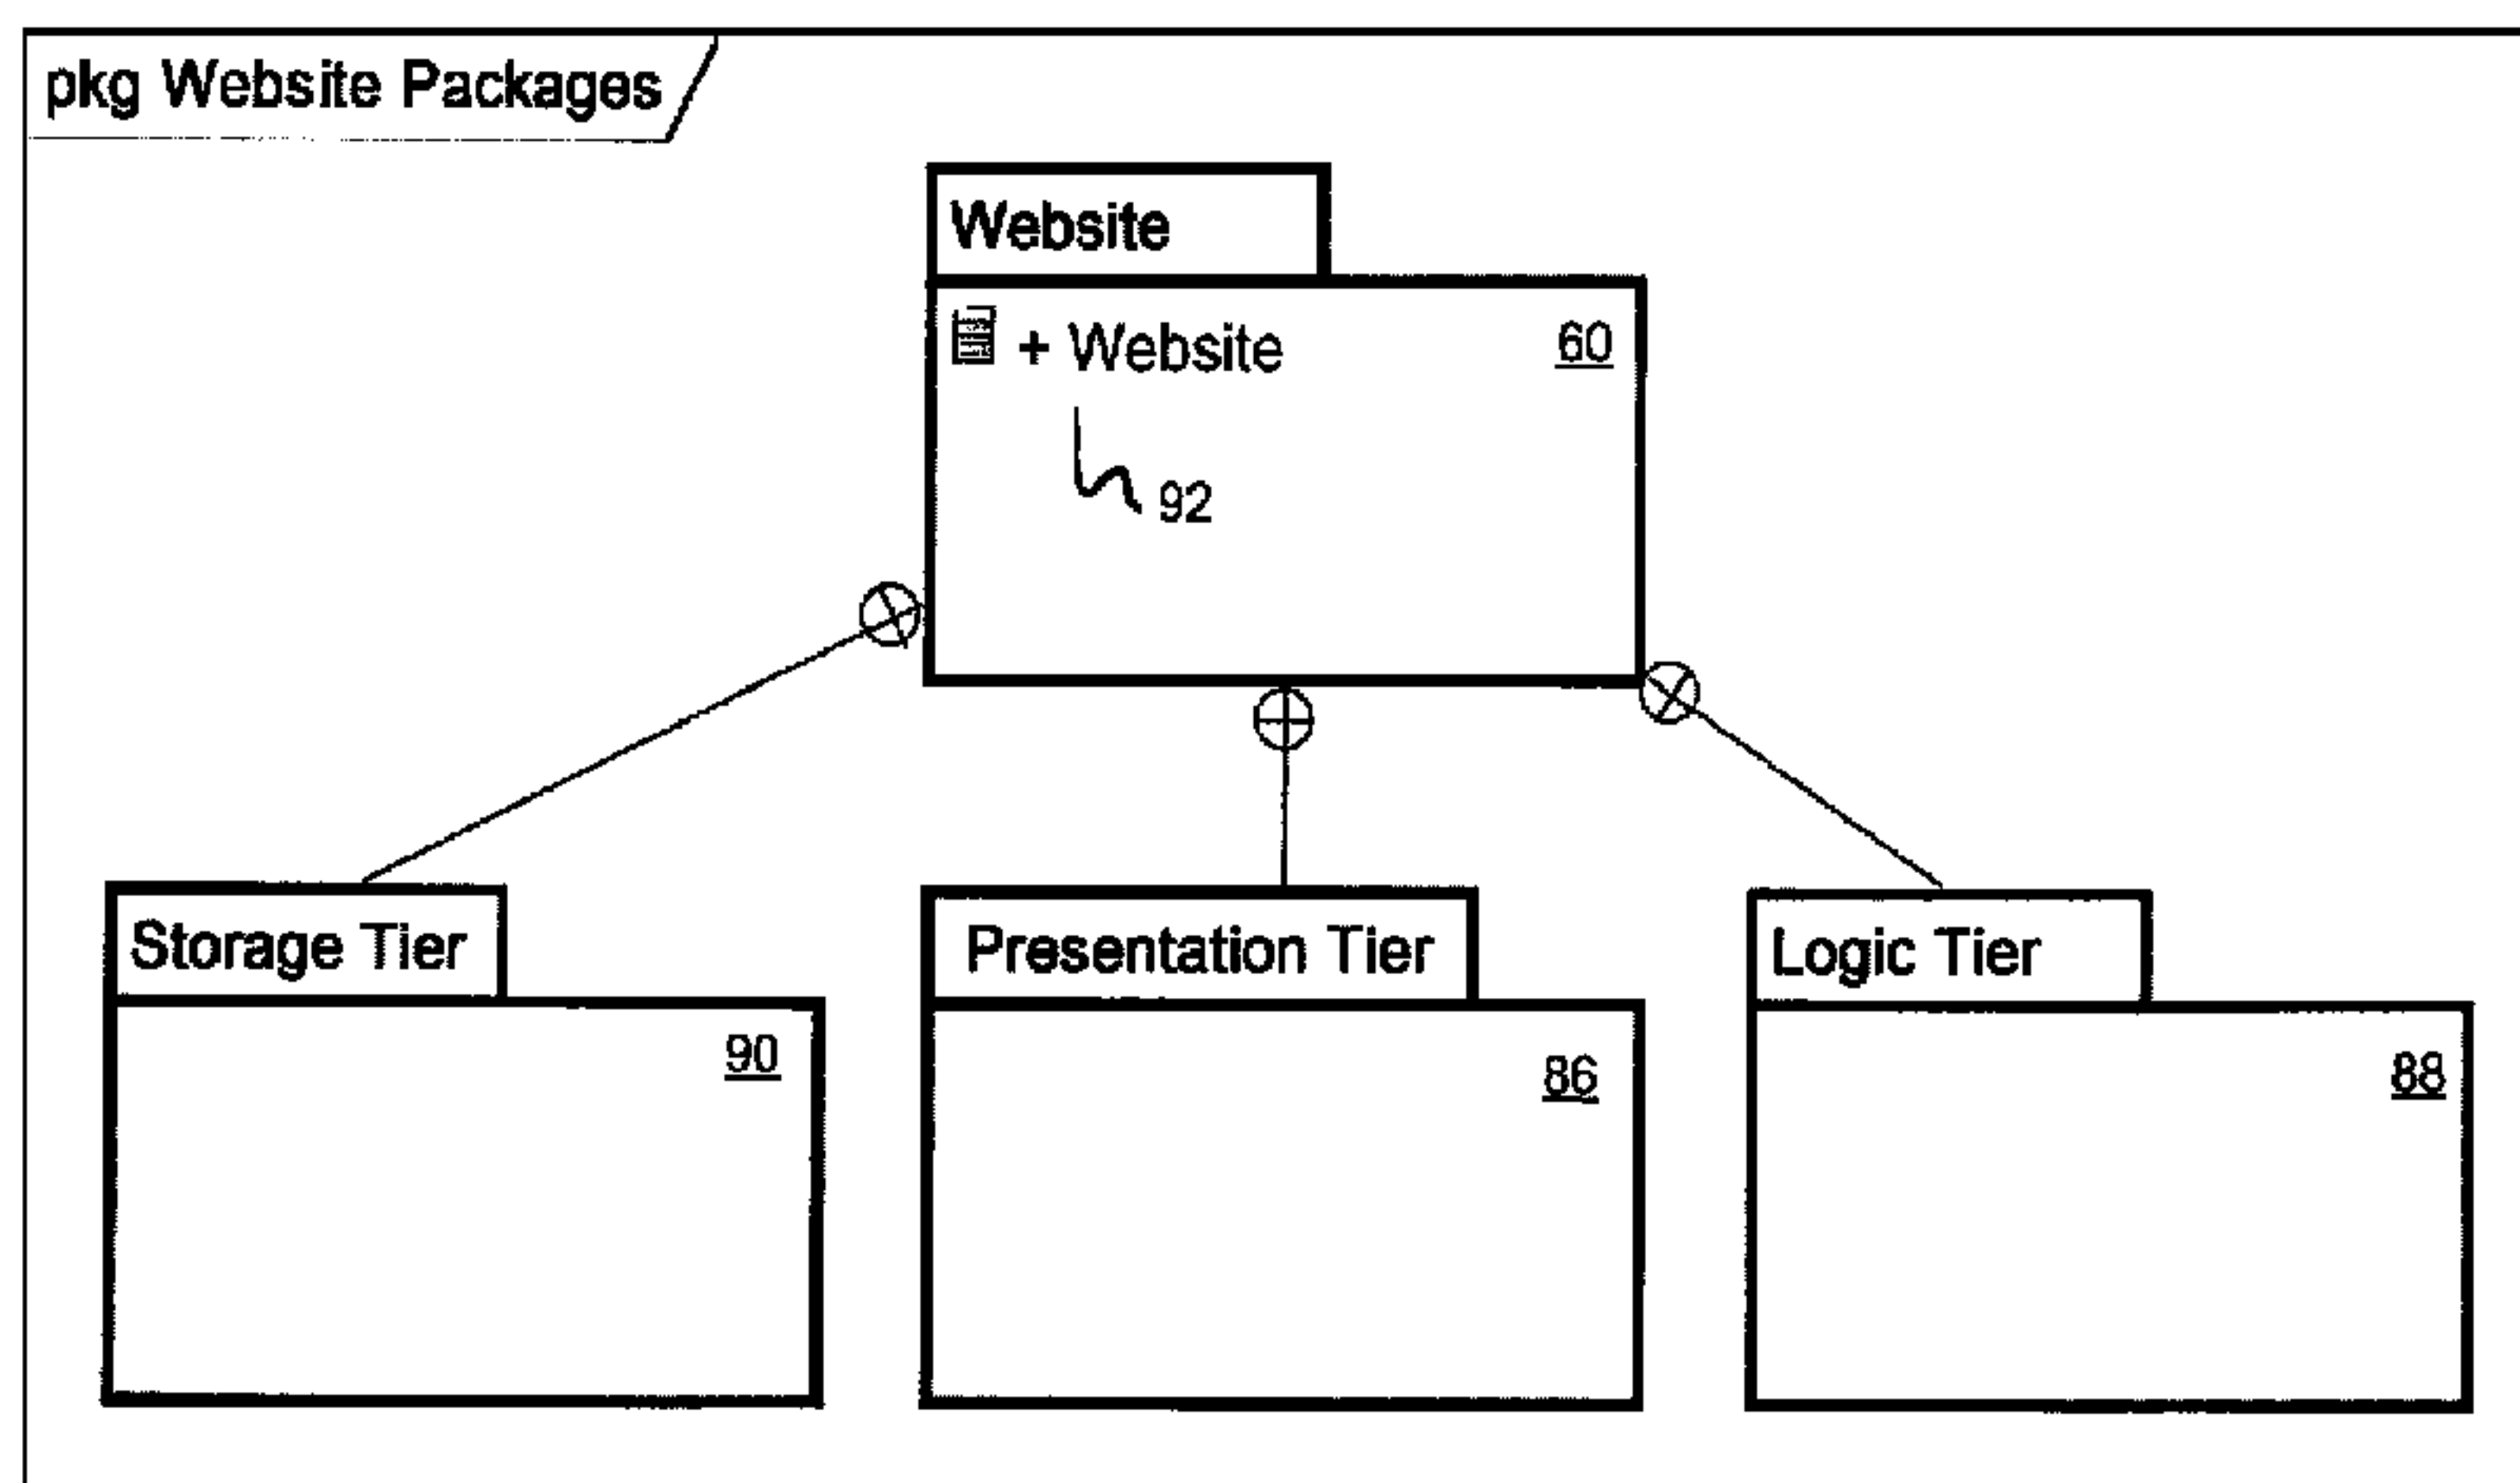 pkg Website Packages
Website
+ Website
60
92
Storage Tier
90
Presentation Tier
86
Logic Tier
88